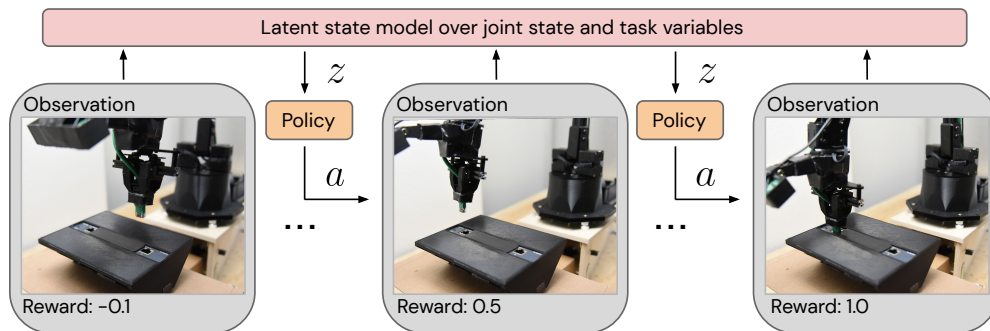 Latent state model over joint state and task variables
Observation
Reward: -0.1
z
Policy
a
...
Observation
Reward: 0.5
z
Policy
a
...
Observation
Reward: 1.0